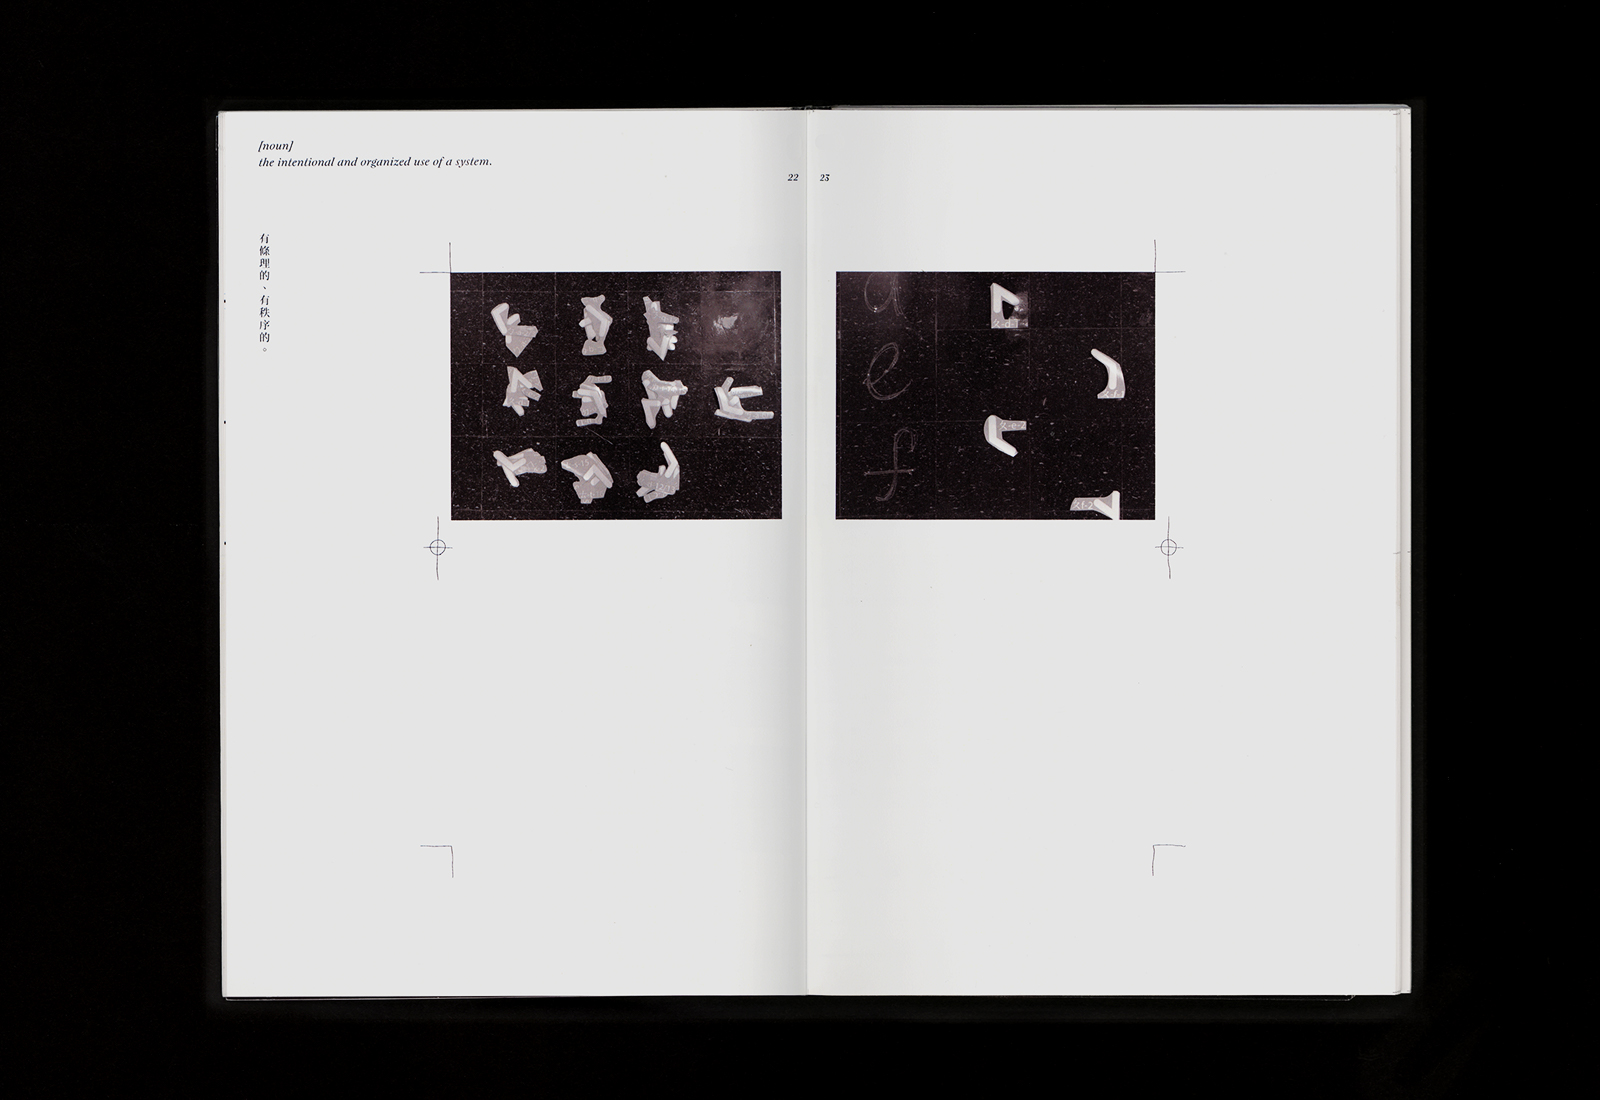 [noun]
the intentional and organized use of a system.
22
23
有條理的、有秩序的。
d
e
f